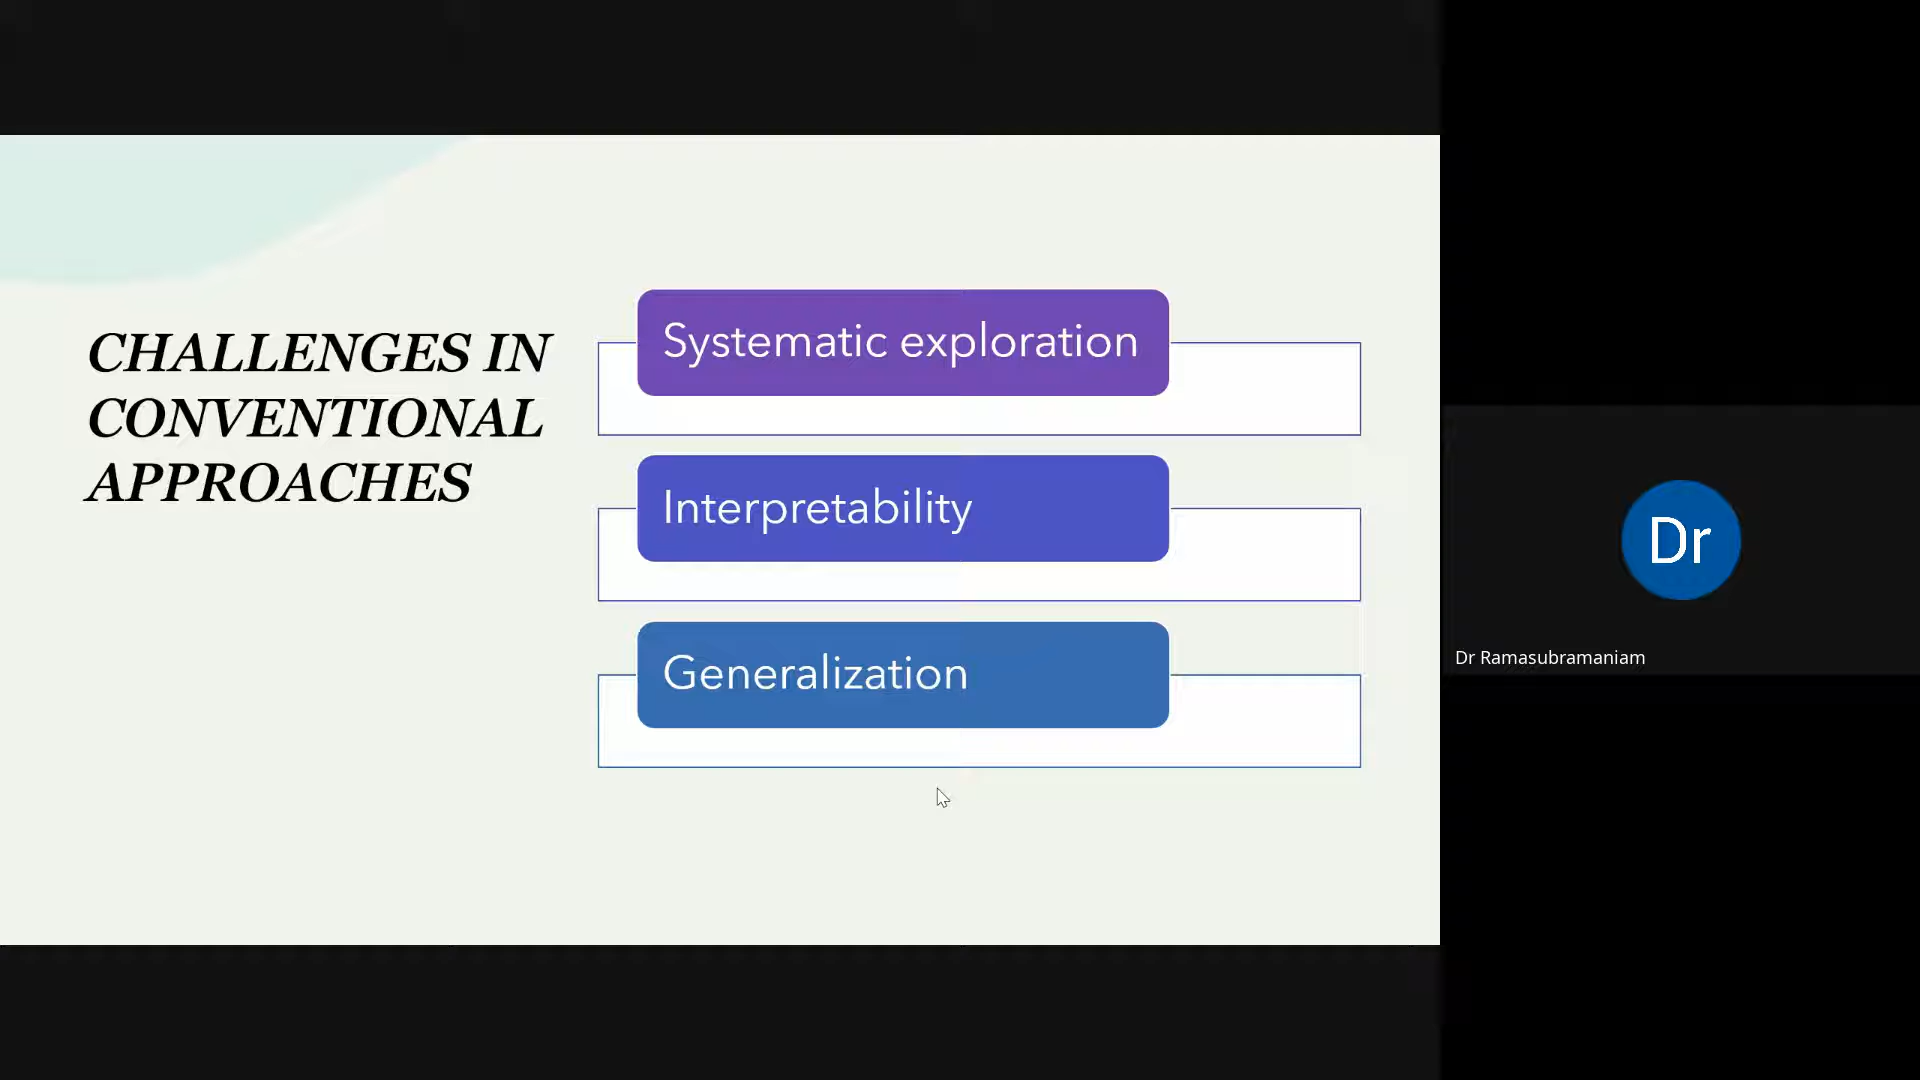 CHALLENGES IN
CONVENTIONAL
APPROACHES
Systematic exploration
Interpretability
Generalization
Dr
Dr Ramasubramaniam